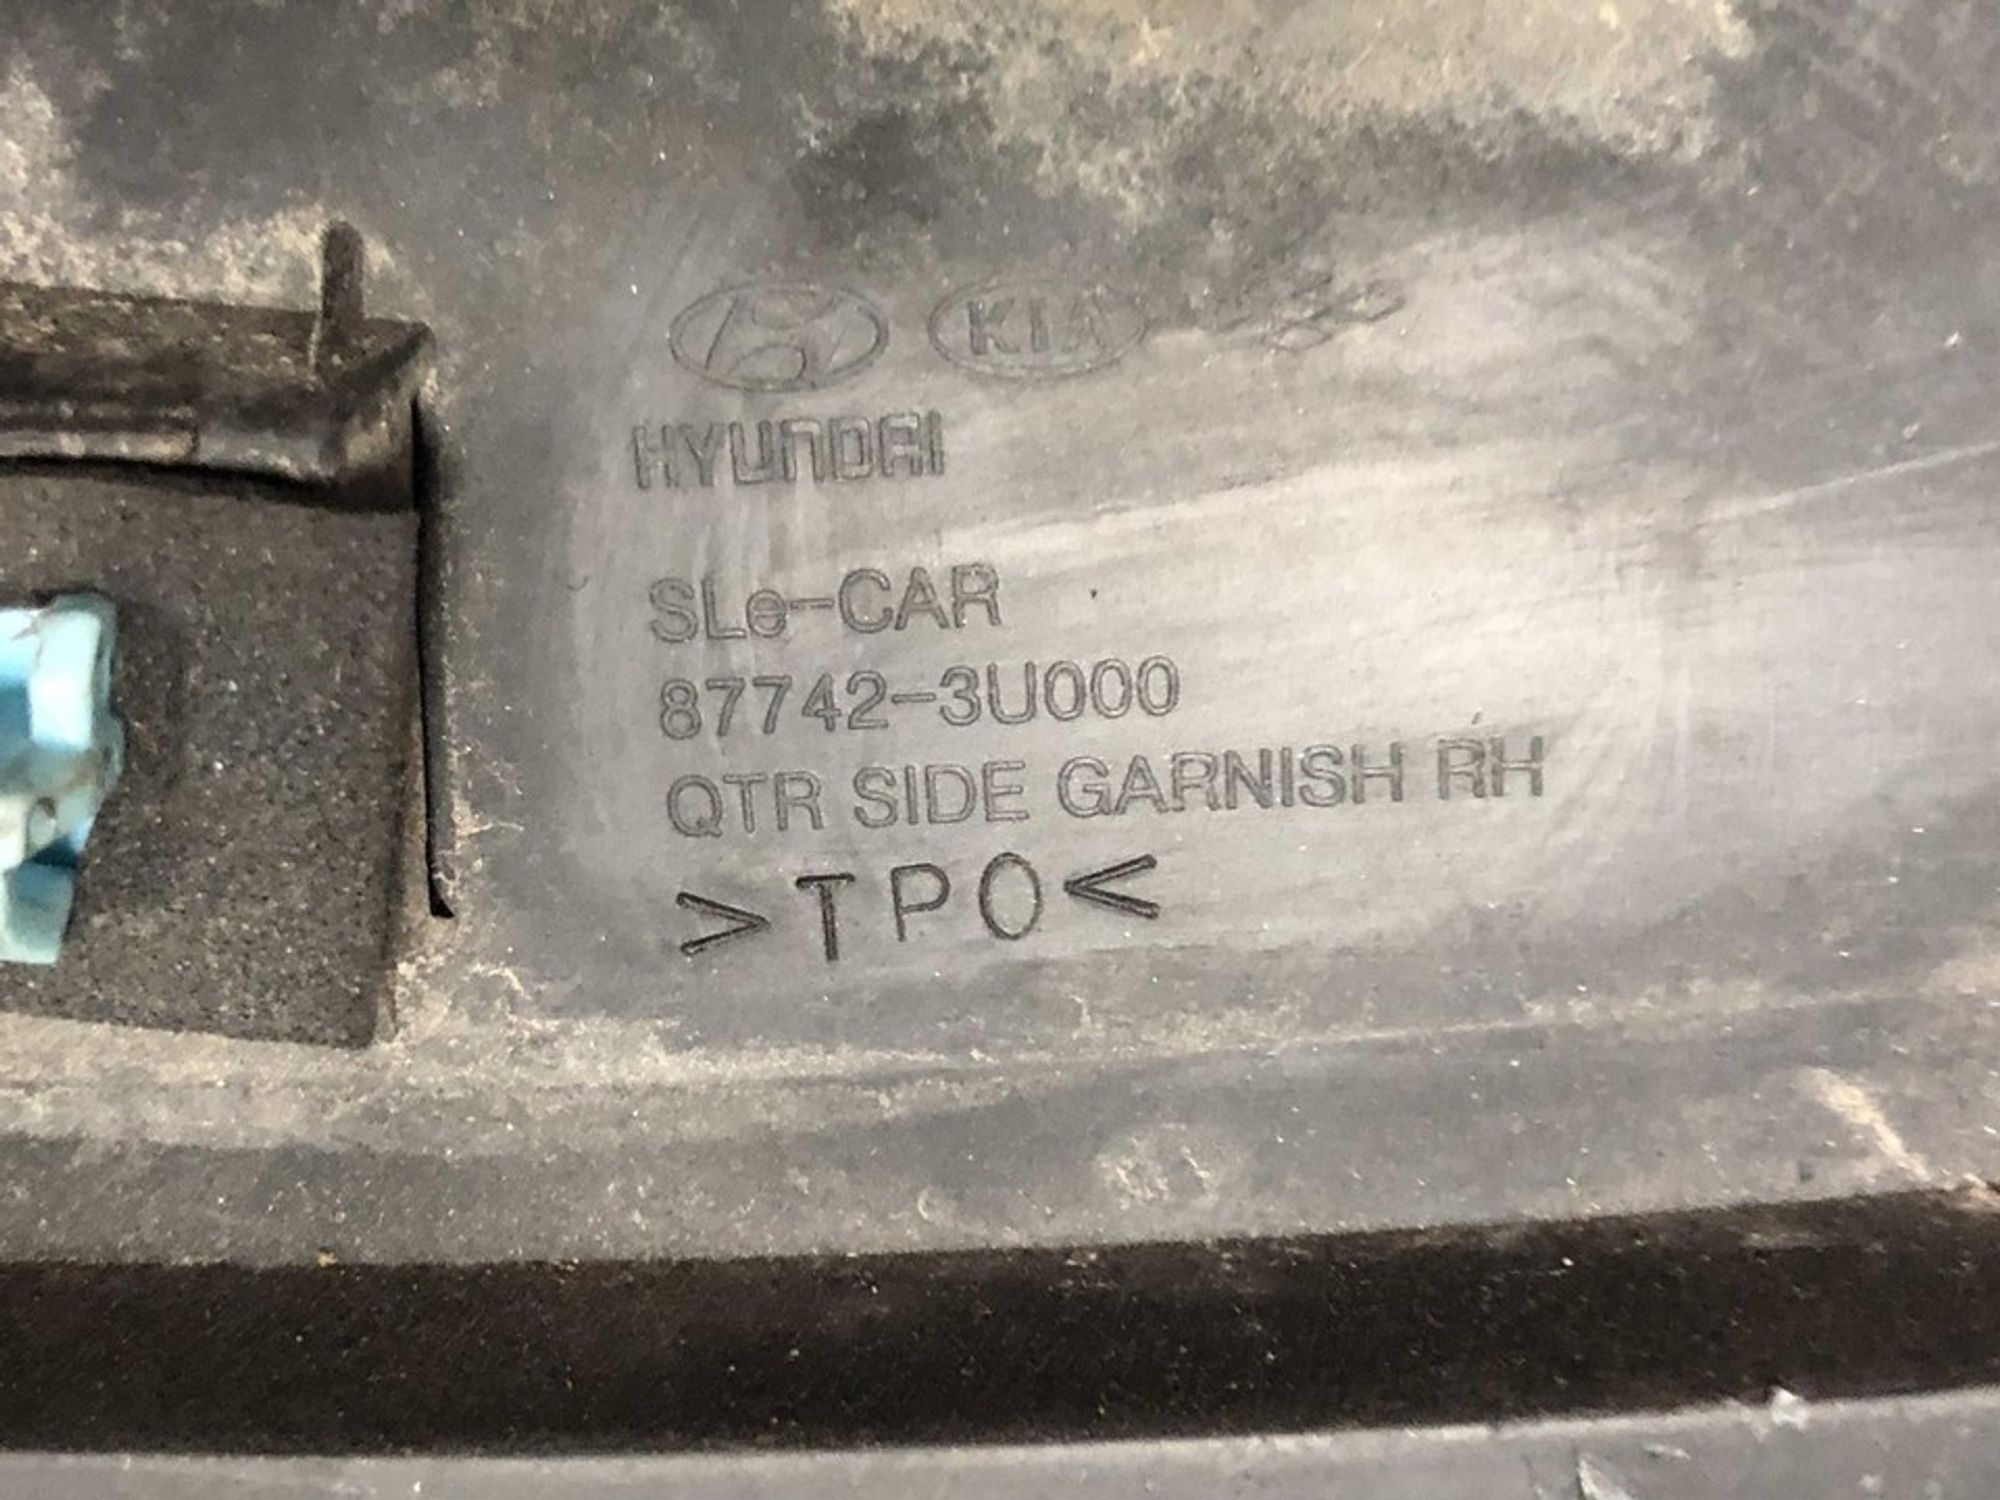 KIA
HYUNDAI
SLe-CAR
87742-3U000
QTR SIDE GARNISH RH
>TPO<